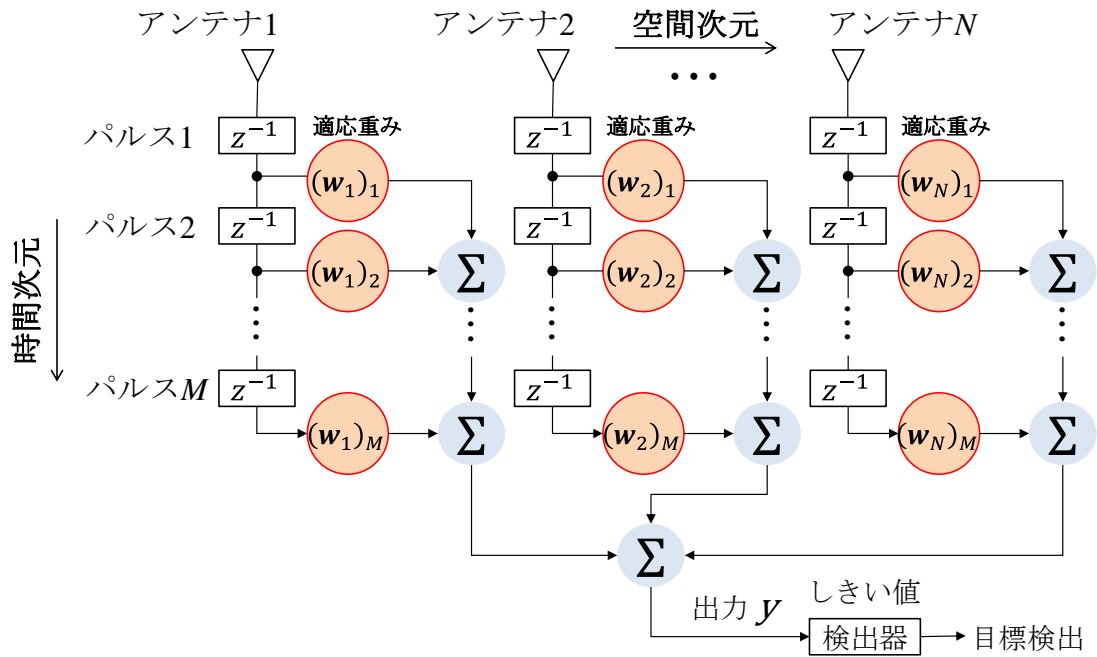 アンテナ1 アンテナ2 空間次元 アンテナN
…
適応重み 適応重み 適応重み
パルス1 z⁻¹ z⁻¹ z⁻¹
(w₁)₁ (w₂)₁ (w_N)₁
パルス2 z⁻¹ z⁻¹ z⁻¹
(w₁)₂ Σ (w₂)₂ Σ (w_N)₂ Σ
時間次元
パルスM z⁻¹ z⁻¹ z⁻¹
(w₁)_M Σ (w₂)_M Σ (w_N)_M Σ
Σ
出力 y しきい値
検出器 目標検出